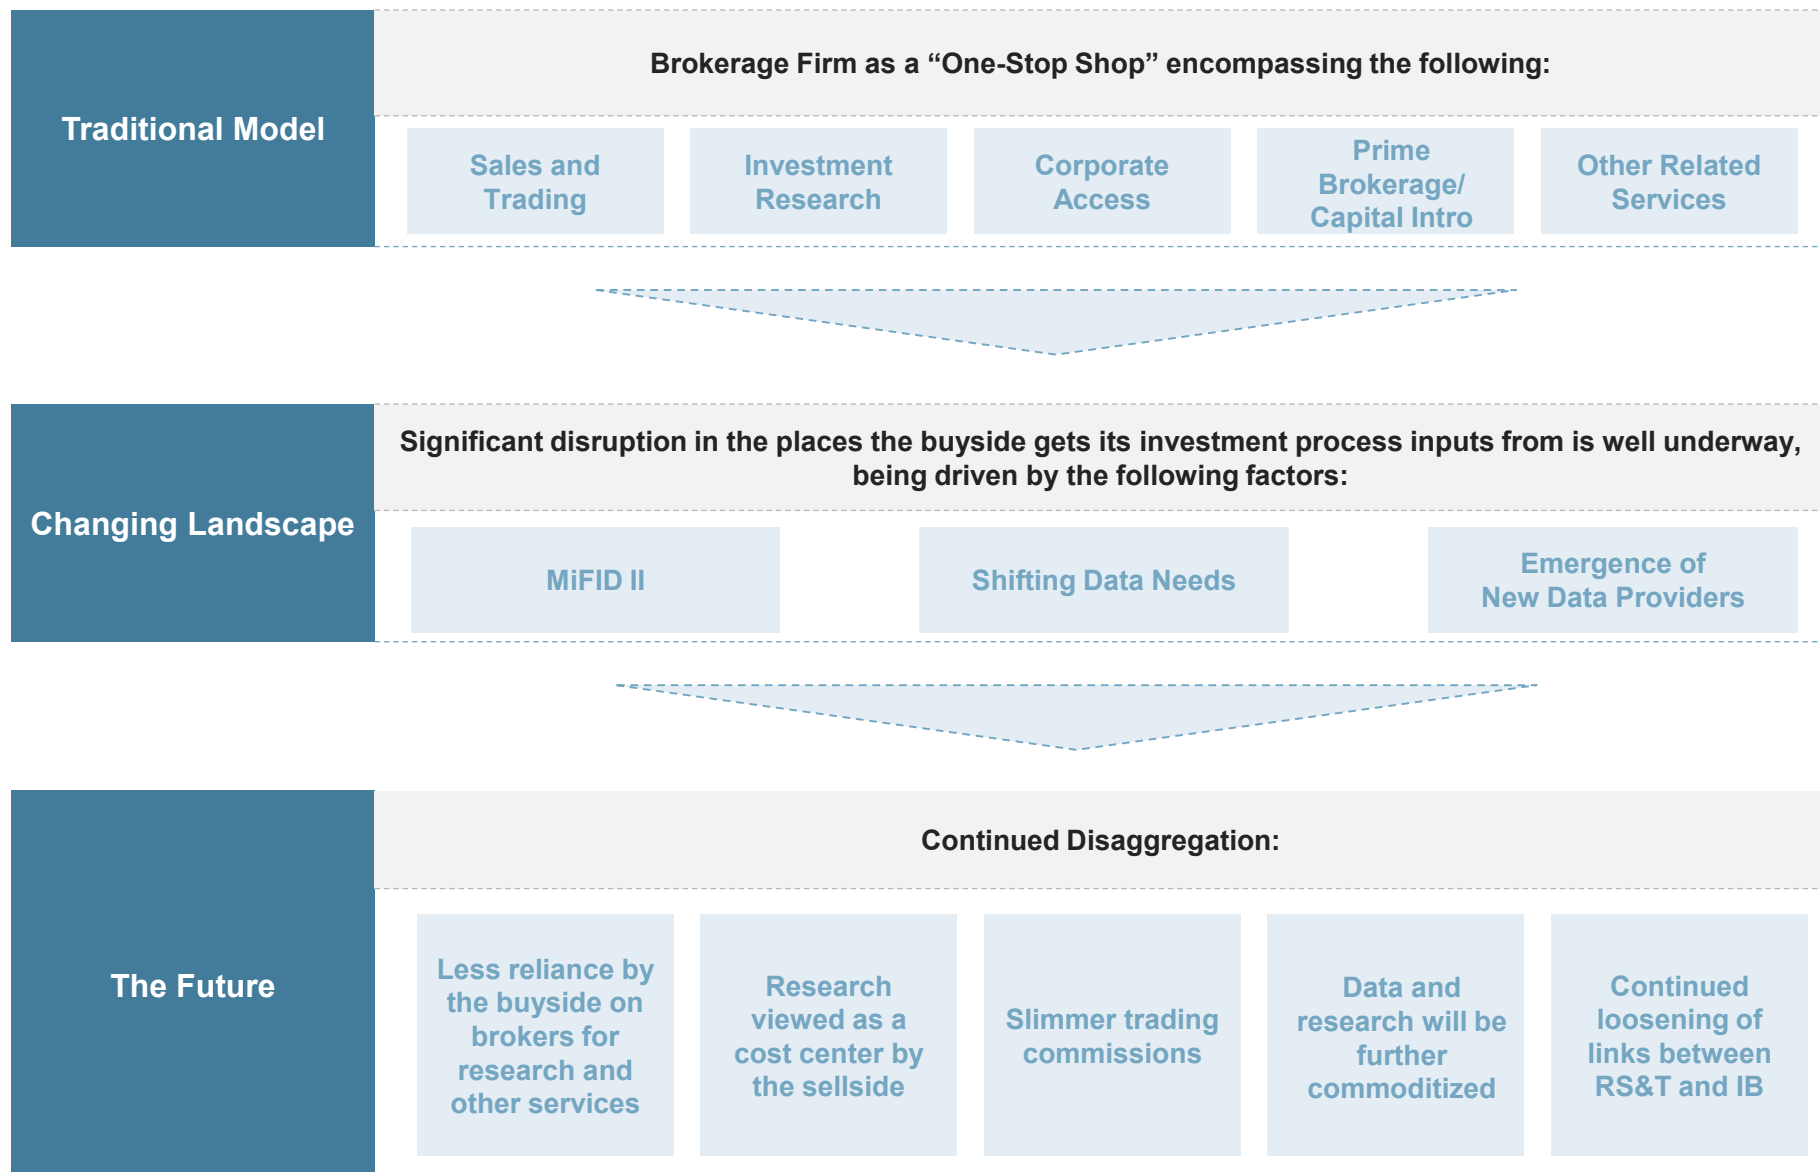 Traditional Model
Brokerage Firm as a “One-Stop Shop” encompassing the following:
Sales and
Trading
Investment
Research
Corporate
Access
Prime
Brokerage/
Capital Intro
Other Related
Services
Changing Landscape
Significant disruption in the places the buyside gets its investment process inputs from is well underway,
being driven by the following factors:
MiFID II
Shifting Data Needs
Emergence of
New Data Providers
The Future
Continued Disaggregation:
Less reliance by
the buyside on
brokers for
research and
other services
Research
viewed as a
cost center by
the sellside
Slimmer trading
commissions
Data and
research will be
further
commoditized
Continued
loosening of
links between
RS&T and IB